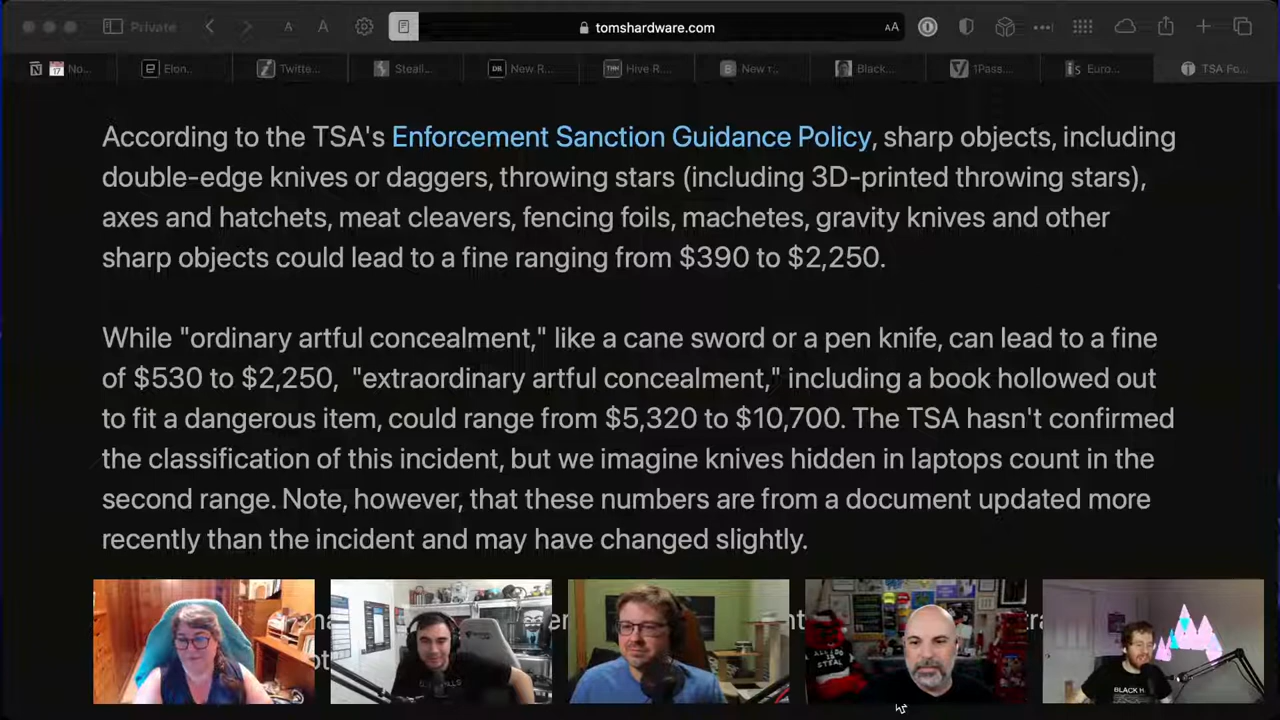 Private
A
A
tomshardware.com
AA
No...
Elon..
Twitte...
Steali...
DR
New R...
THN
Hive R...
B
New т...
Black...
1Pass...
Euro...
TSA Fo...
According to the TSA's Enforcement Sanction Guidance Policy, sharp objects, including
double-edge knives or daggers, throwing stars (including 3D-printed throwing stars),
axes and hatchets, meat cleavers, fencing foils, machetes, gravity knives and other
sharp objects could lead to a fine ranging from $390 to $2,250.
While "ordinary artful concealment," like a cane sword or a pen knife, can lead to a fine
of $530 to $2,250, "extraordinary artful concealment," including a book hollowed out
to fit a dangerous item, could range from $5,320 to $10,700. The TSA hasn't confirmed
the classification of this incident, but we imagine knives hidden in laptops count in the
second range. Note, however, that these numbers are from a document updated more
recently than the incident and may have changed slightly.
STEAL
BLACK H